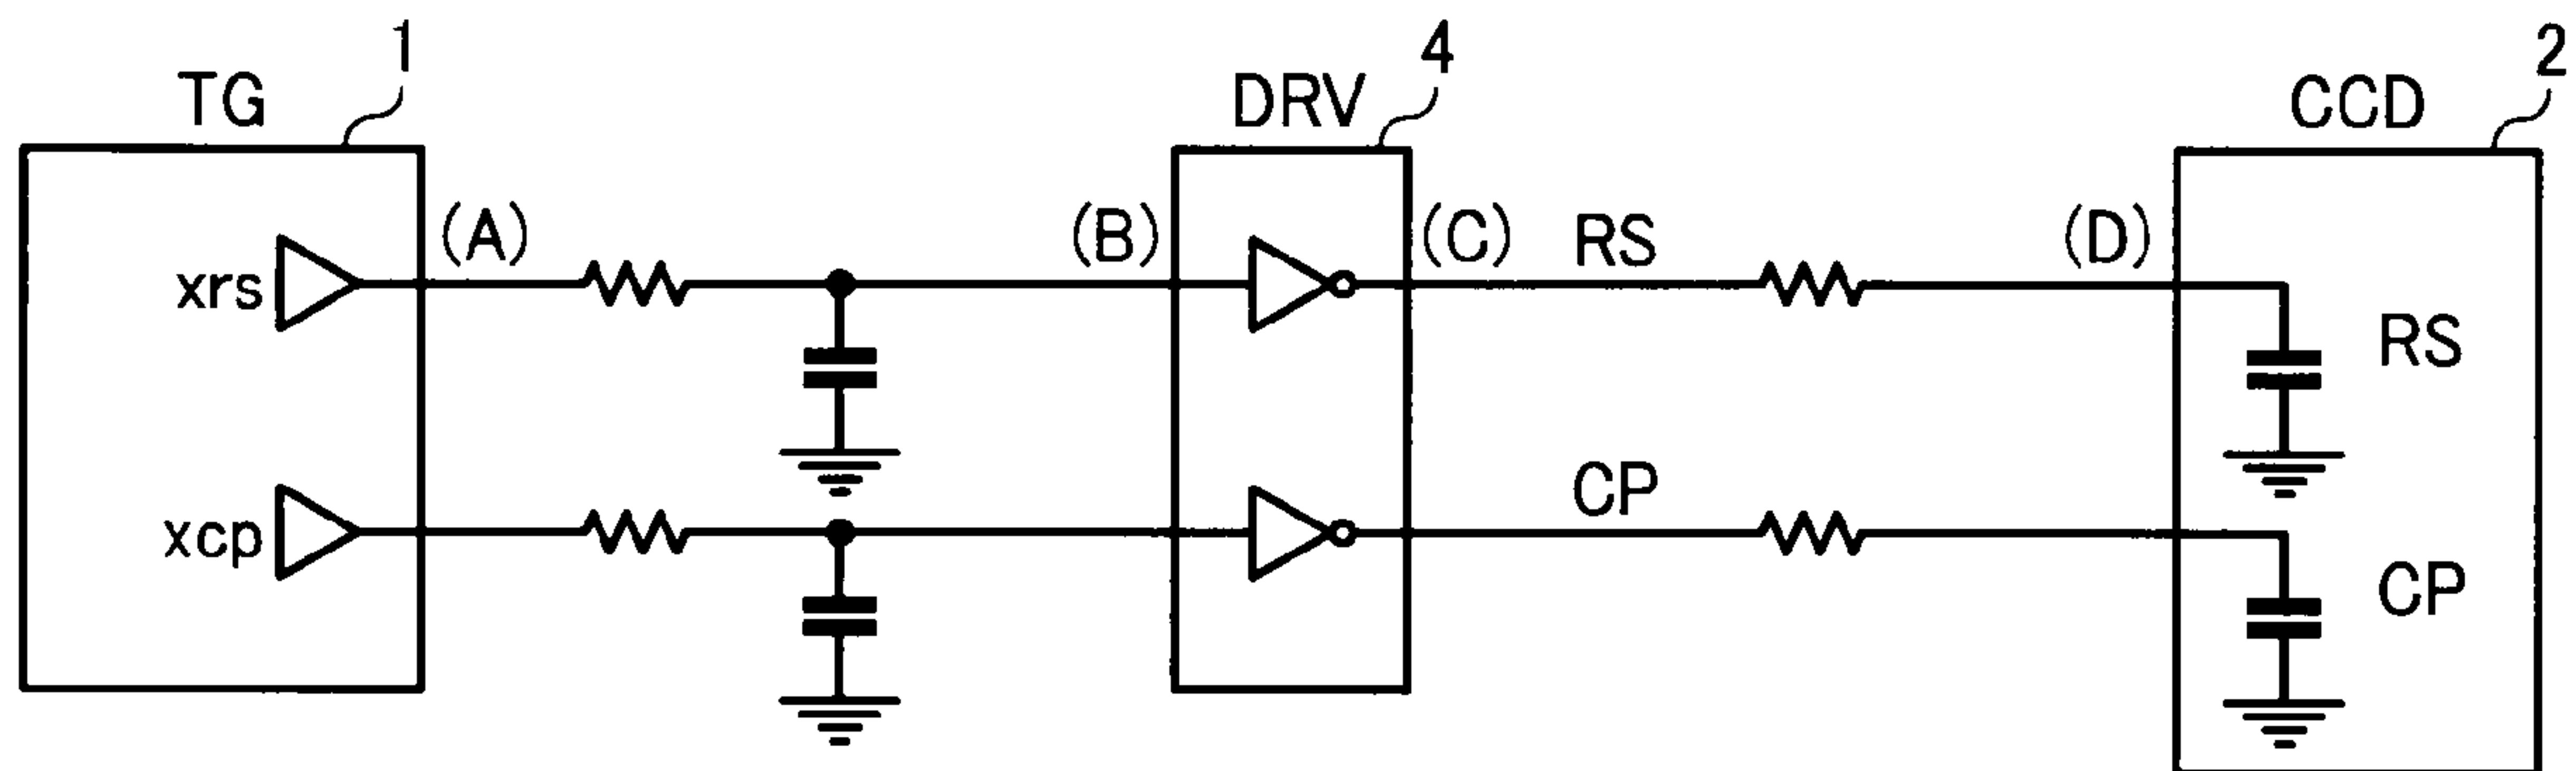 TG 1 DRV 4 CCD 2
(A) (B) (C) RS (D)
xrs RS
CP
xcp CP